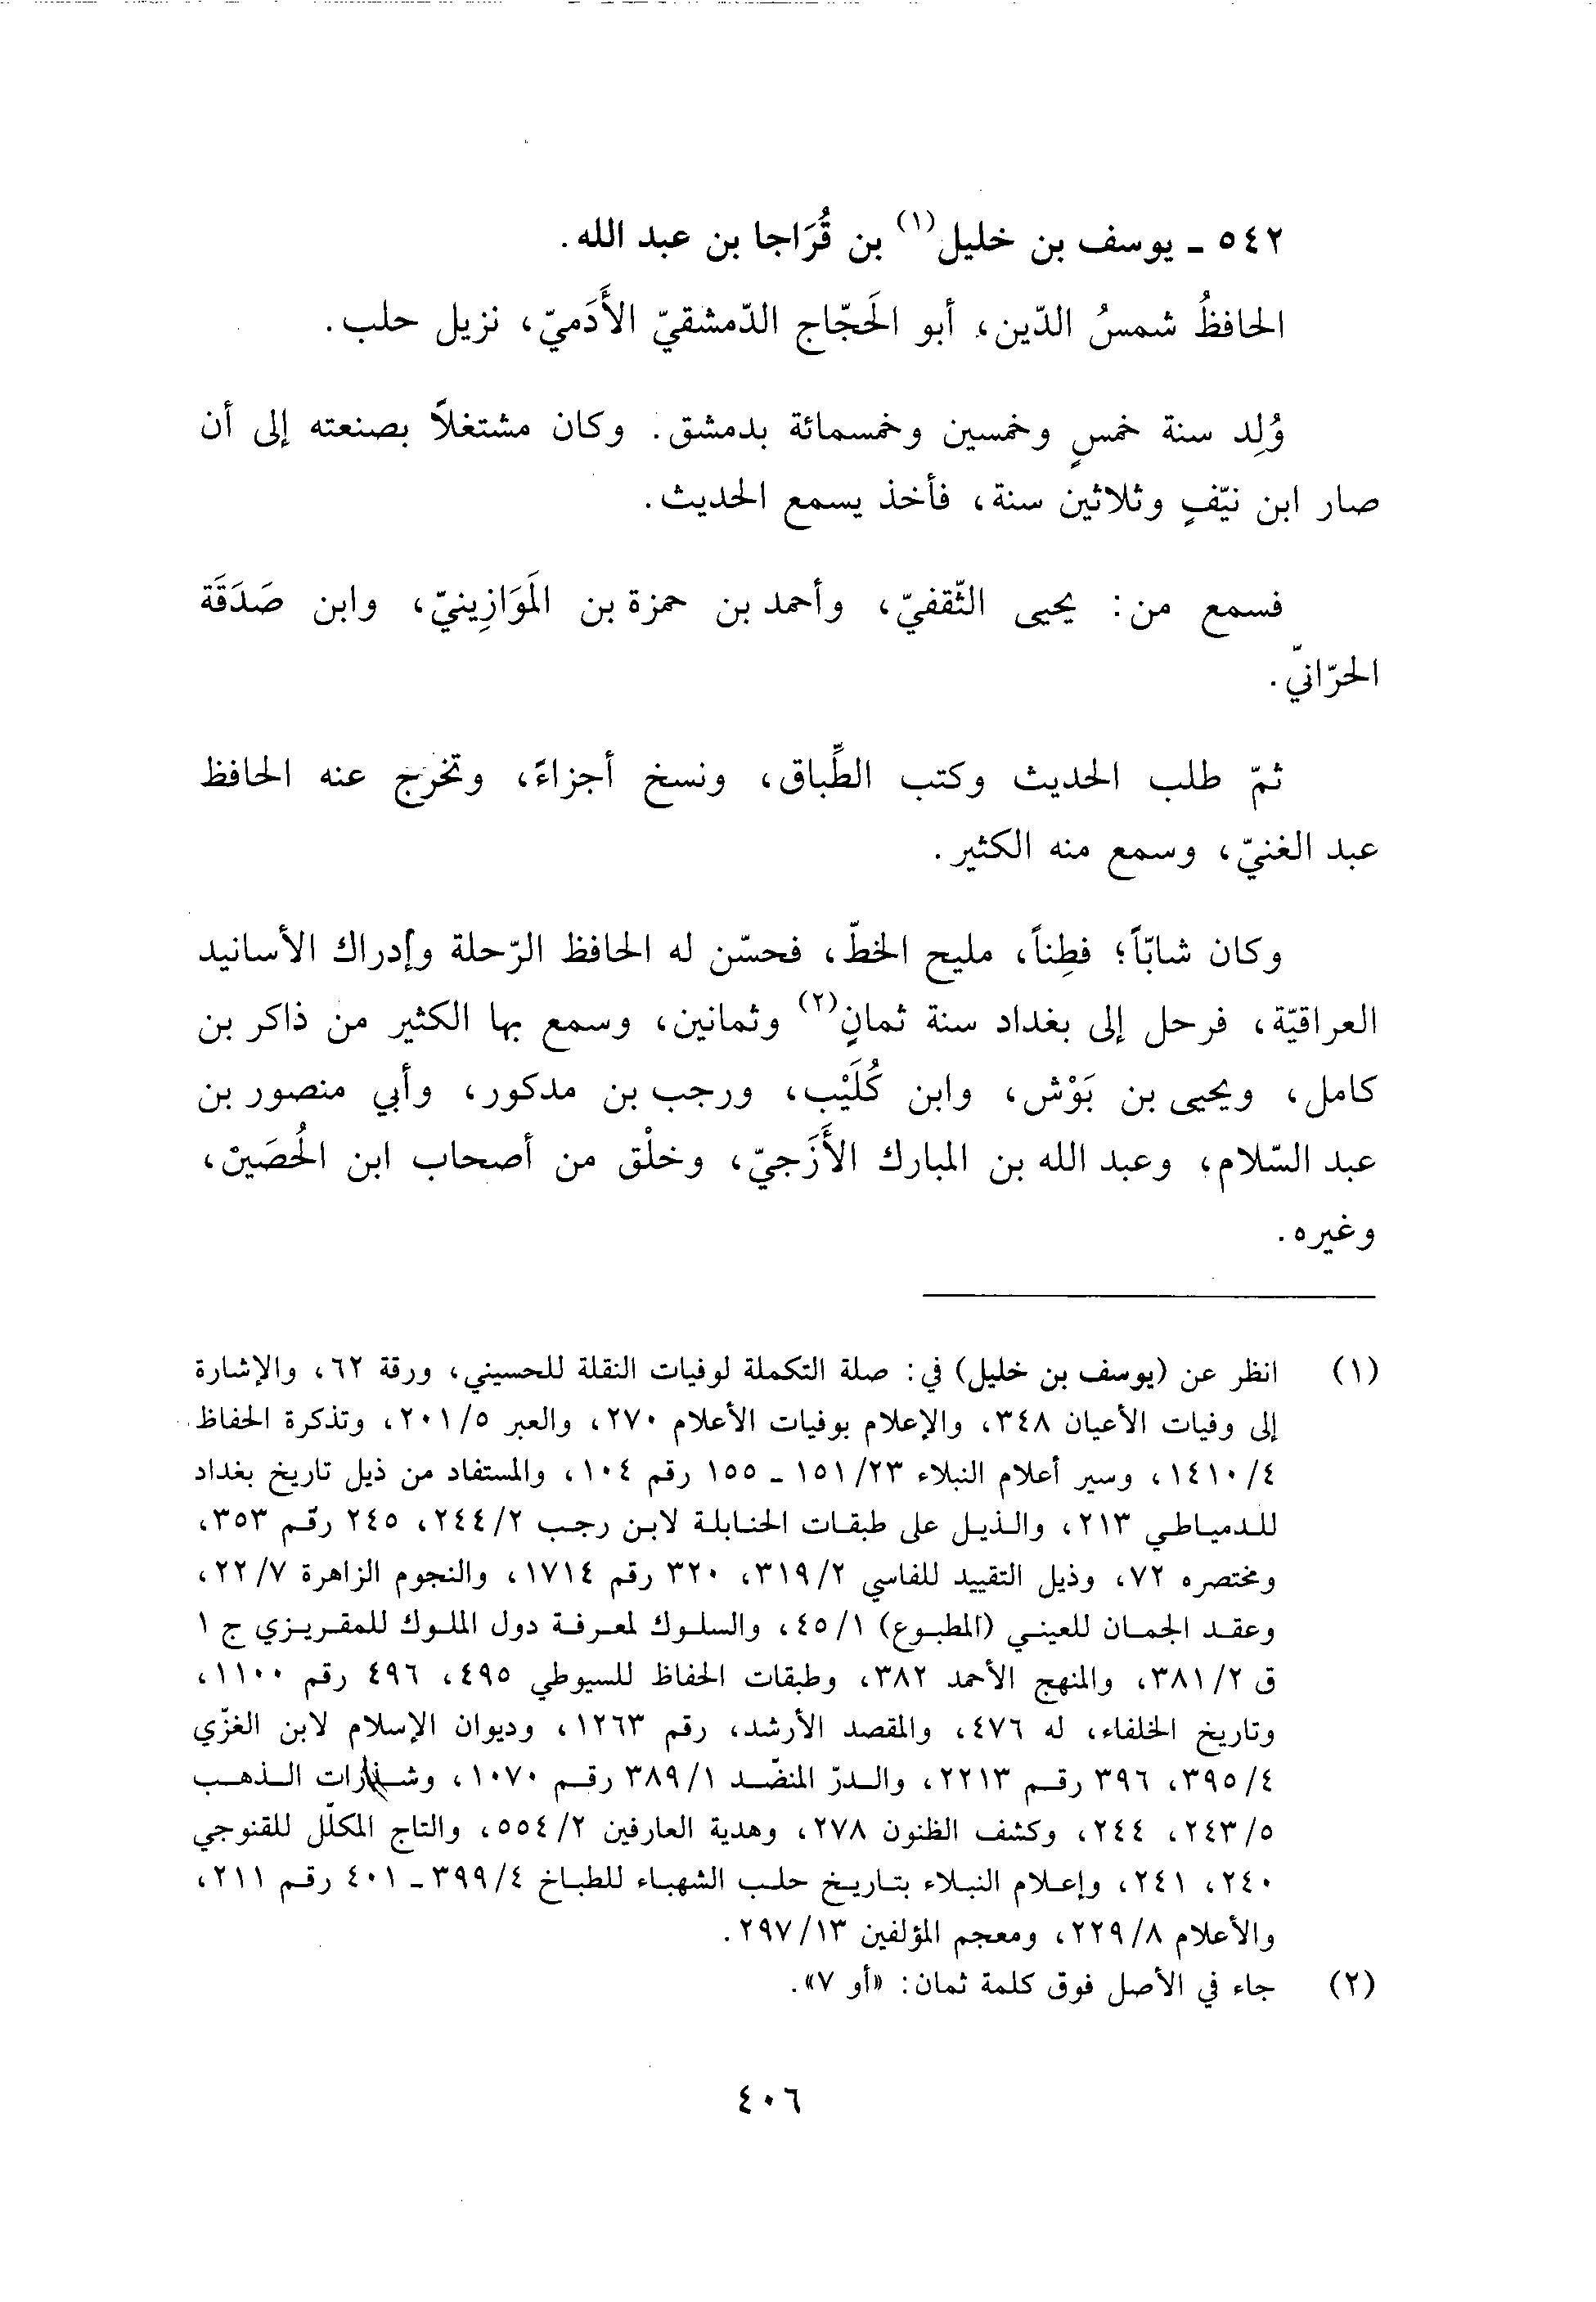 ٥٤٢ ـ يوسف بن خليل(١) بن قُرَاجا بن عبد الله.
الحافظُ شمسُ الدّين، أبو الحَجّاج الدّمشقيّ الأَدَميّ، نزيل حلب.
وُلِد سنة خمسٍ وخمسين وخمسمائة بدمشق. وكان مشتغلاً بصنعته إلى أن
صار ابن نيّفٍ وثلاثين سنة، فأخذ يسمع الحديث.
فسمع من: يحيى الثّقفيّ، وأحمد بن حمزة بن المَوَازِينيّ، وابن صَدَقَة
الحرّانيّ.
ثمّ طلب الحديث وكتب الطِّباق، ونسخ أجزاءً، وتخرّج عنه الحافظ
عبد الغنيّ، وسمع منه الكثير.
وكان شابّاً؛ فطِناً، مليح الخطّ، فحسّن له الحافظ الرّحلة وإدراك الأسانيد
العراقيّة، فرحل إلى بغداد سنة ثمانٍ(٢) وثمانين، وسمع بها الكثير من ذاكر بن
كامل، ويحيى بن بَوْش، وابن كُلَيْب، ورجب بن مدكور، وأبي منصور بن
عبد السّلام، وعبد الله بن المبارك الأَزَجيّ، وخلْق من أصحاب ابن الحُصَينْ،
وغيره.
(١) انظر عن (يوسف بن خليل) في: صلة التكملة لوفيات النقلة للحسيني، ورقة ٦٢، والإشارة
إلى وفيات الأعيان ٣٤٨، والإعلام بوفيات الأعلام ٢٧٠، والعبر ٢٠١/٥، وتذكرة الحفاظ
١٤١٠/٤، وسير أعلام النبلاء ١٥١/٢٣ ـ ١٥٥ رقم ١٠٤، والمستفاد من ذيل تاريخ بغداد
للدمياطي ٢١٣، والذيل على طبقات الحنابلة لابن رجب ٢٤٤/٢، ٢٤٥ رقم ٣٥٣،
ومختصره ٧٢، وذيل التقييد للفاسي ٣١٩/٢، ٣٢٠ رقم ١٧١٤، والنجوم الزاهرة ٢٢/٧،
وعقد الجمان للعيني (المطبوع) ٤٥/١، والسلوك لمعرفة دول الملوك للمقريزي ج ١
ق ٣٨١/٢، والمنهج الأحمد ٣٨٢، وطبقات الحفاظ للسيوطي ٤٩٥، ٤٩٦ رقم ١١٠٠،
وتاريخ الخلفاء، له ٤٧٦، والمقصد الأرشد، رقم ١٢٦٣، وديوان الإسلام لابن الغزّي
٣٩٥/٤، ٣٩٦ رقم ٢٢١٣، والدرّ المنضّد ٣٨٩/١ رقم ١٠٧٠، وشذرات الذهب
٢٤٣/٥، ٢٤٤، وكشف الظنون ٢٧٨، وهدية العارفين ٥٥٤/٢، والتاج المكلّل للقنوجي
٢٤٠، ٢٤١، وإعلام النبلاء بتاريخ حلب الشهباء للطباخ ٣٩٩/٤ ـ ٤٠١ رقم ٢١١،
والأعلام ٢٢٩/٨، ومعجم المؤلفين ٢٩٧/١٣.
(٢) جاء في الأصل فوق كلمة ثمان: «أو ٧».
٤٠٦